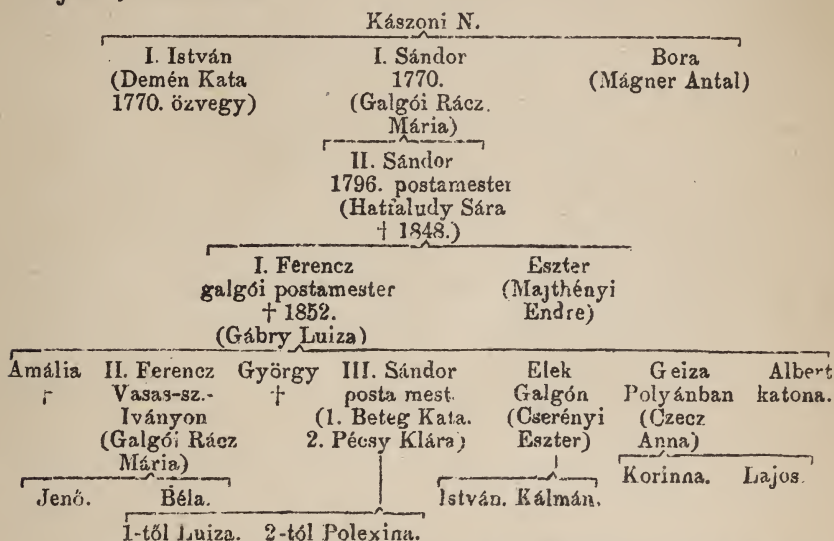 Kászoni N.
I. István I. Sándor Bora
(Demén Kata 1770. (Mágner Antal)
1770. özvegy) (Galgói Rácz
Mária)
II. Sándor
1796. postamester
(Hatfaludy Sára
† 1848.)
I. Ferencz Eszter
galgói postamester (Majthényi
† 1852. Endre)
(Gábry Luiza)
Amália II. Ferencz György III. Sándor Elek Geiza Albert
† Vasas-sz.- † posta mest. Galgón Polyánban katona.
Iványon (1. Beteg Kata. (Cserényi (Czecz
(Galgói Rácz 2. Pécsy Klára) Eszter) Anna)
Mária)
Korinna. Lajos.
Jenő. Béla. István. Kálmán.
1-től Luiza. 2-tól Polexina.